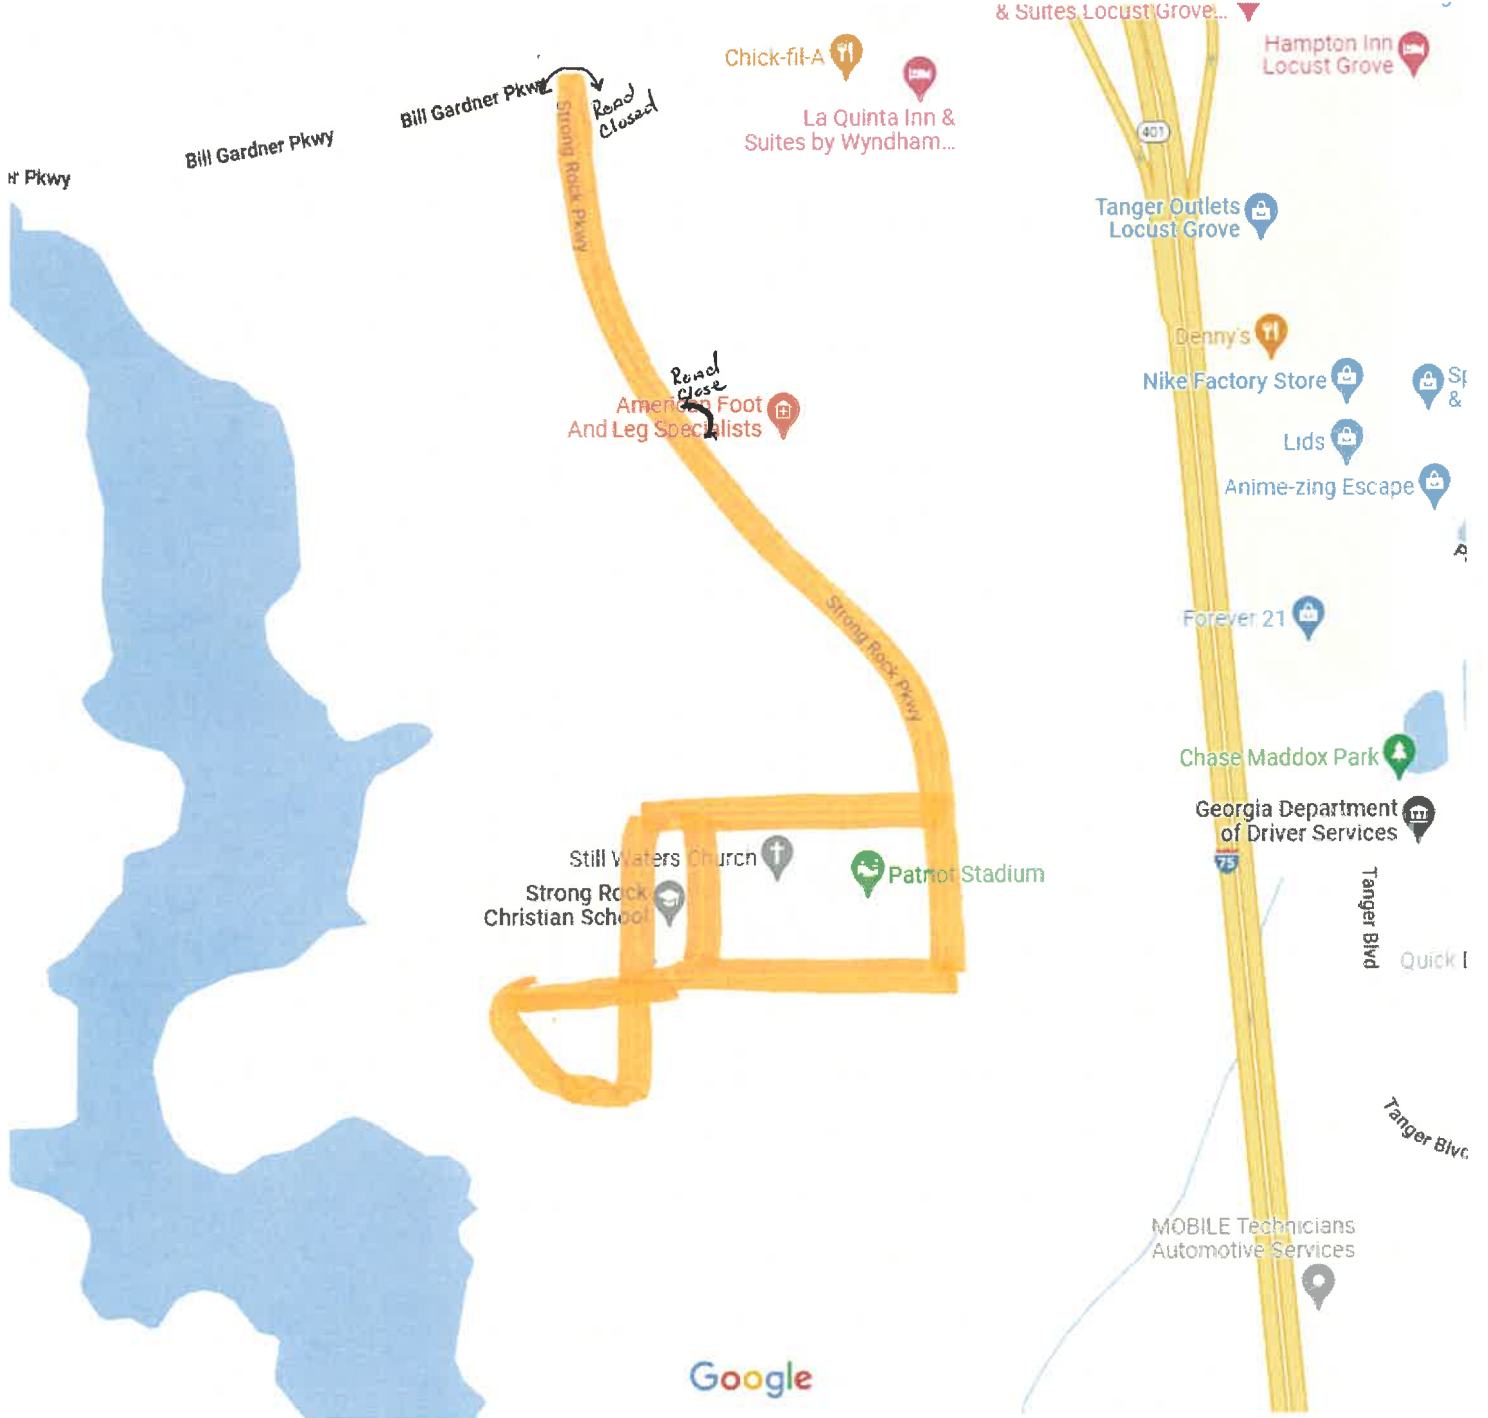 & Suites Locust Grove...
Hampton Inn
Locust Grove
Chick-fil-A
Bill Gardner Pkwy
Road
Closed
La Quinta Inn &
Suites by Wyndham...
401
Bill Gardner Pkwy
Pkwy
Strong Rock Pkwy
Tanger Outlets
Locust Grove
Denny's
Road
Close
Nike Factory Store
&
American Foot
And Leg Specialists
Lids
Anime-zing Escape
Strong Rock Pkwy
Forever 21
Chase Maddox Park
Georgia Department
of Driver Services
Still Waters Church
75
Patriot Stadium
Strong Rock
Christian School
Tanger Blvd
Quick
Tanger Blvd
MOBILE Technicians
Automotive Services
Google